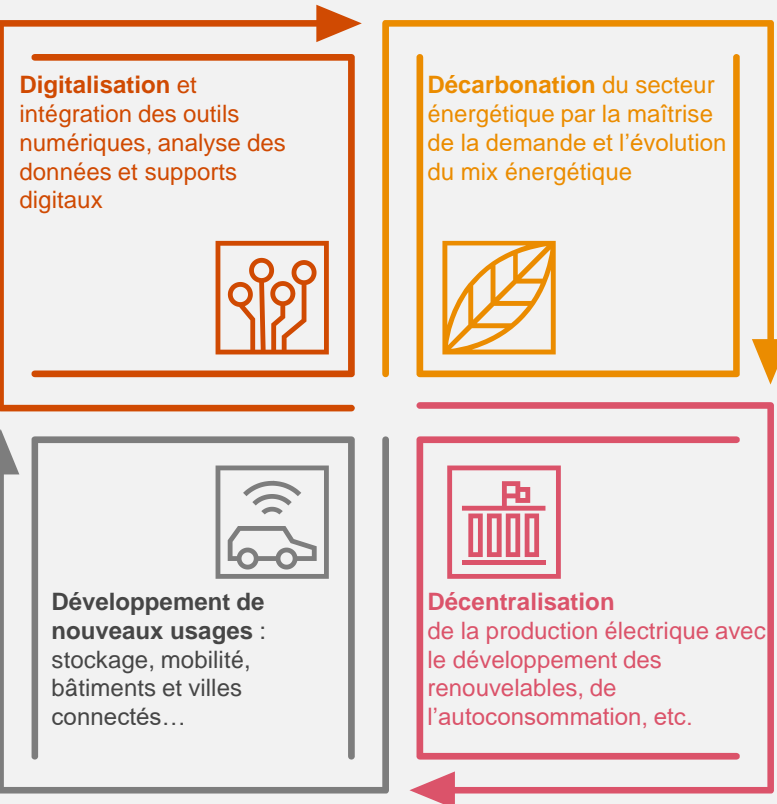 Digitalisation et
intégration des outils
numériques, analyse des
données et supports
digitaux
Décarbonation du secteur
énergétique par la maîtrise
de la demande et l’évolution
du mix énergétique
Développement de
nouveaux usages :
stockage, mobilité,
bâtiments et villes
connectés…
Décentralisation
de la production électrique avec
le développement des
renouvelables, de
l’autoconsommation, etc.